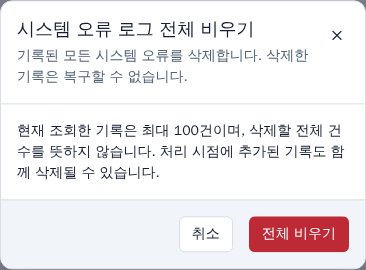 시스템 오류 로그 전체 비우기
기록된 모든 시스템 오류를 삭제합니다. 삭제한
기록은 복구할 수 없습니다.
현재 조회한 기록은 최대 100건이며, 삭제할 전체 건
수를 뜻하지 않습니다. 처리 시점에 추가된 기록도 함
께 삭제될 수 있습니다.
취소
전체 비우기